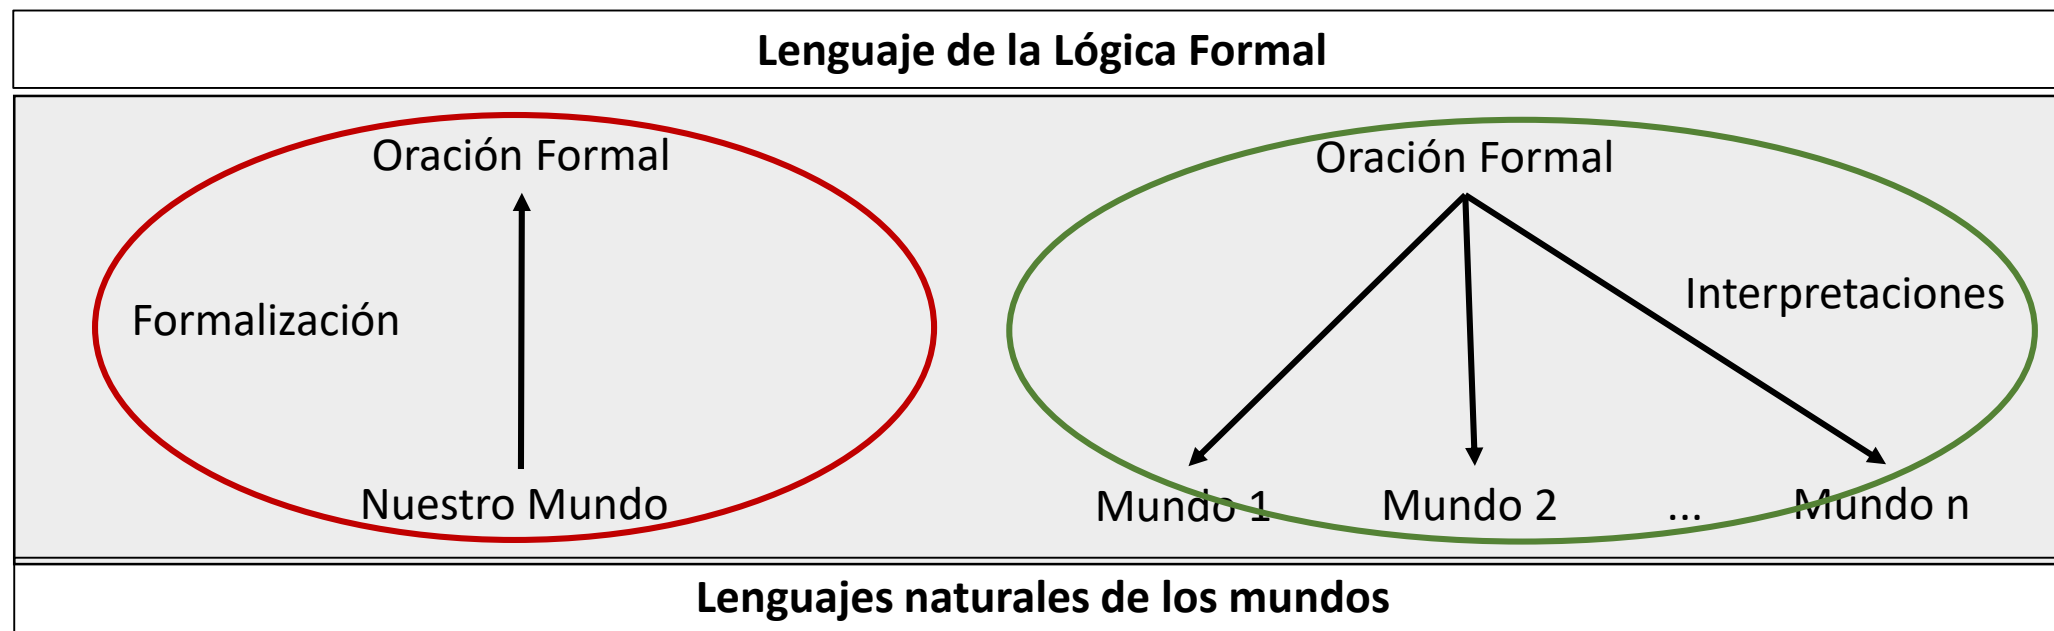 Lenguaje de la Lógica Formal
Oración Formal
Formalización
Nuestro Mundo
Oración Formal
Interpretaciones
Mundo 1 Mundo 2 ... Mundo n
Lenguajes naturales de los mundos